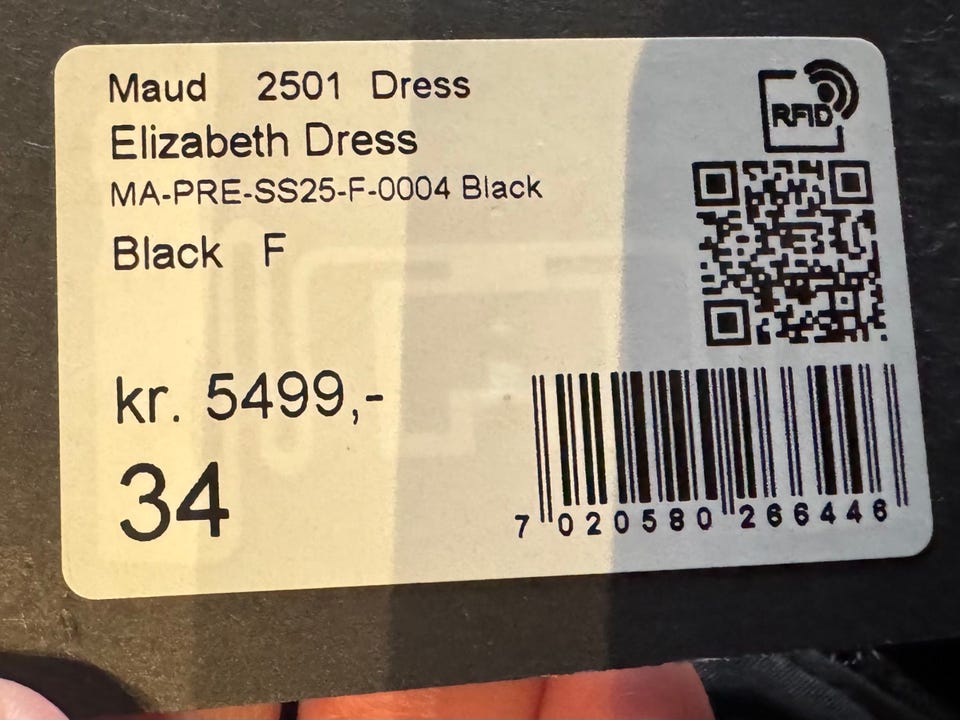 Maud 2501 Dress
RFID
Elizabeth Dress
MA-PRE-SS25-F-0004 Black
Black F
kr. 5499,-
34
7 020580 266446